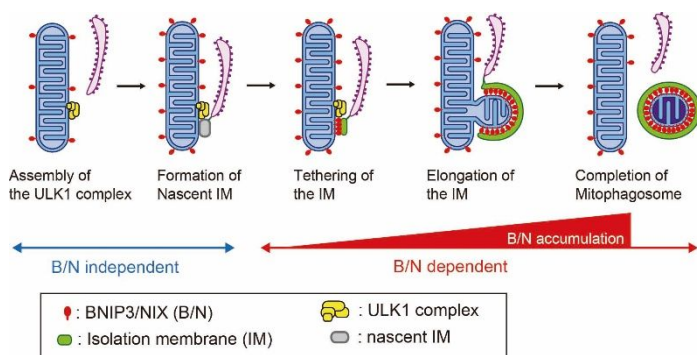 Assembly of
the ULK1 complex
Formation of
Nascent IM
Tethering of
the IM
Elongation of
the IM
Completion of
Mitophagosome
B/N accumulation
B/N independent
B/N dependent
: BNIP3/NIX (B/N)
: ULK1 complex
: Isolation membrane (IM)
: nascent IM